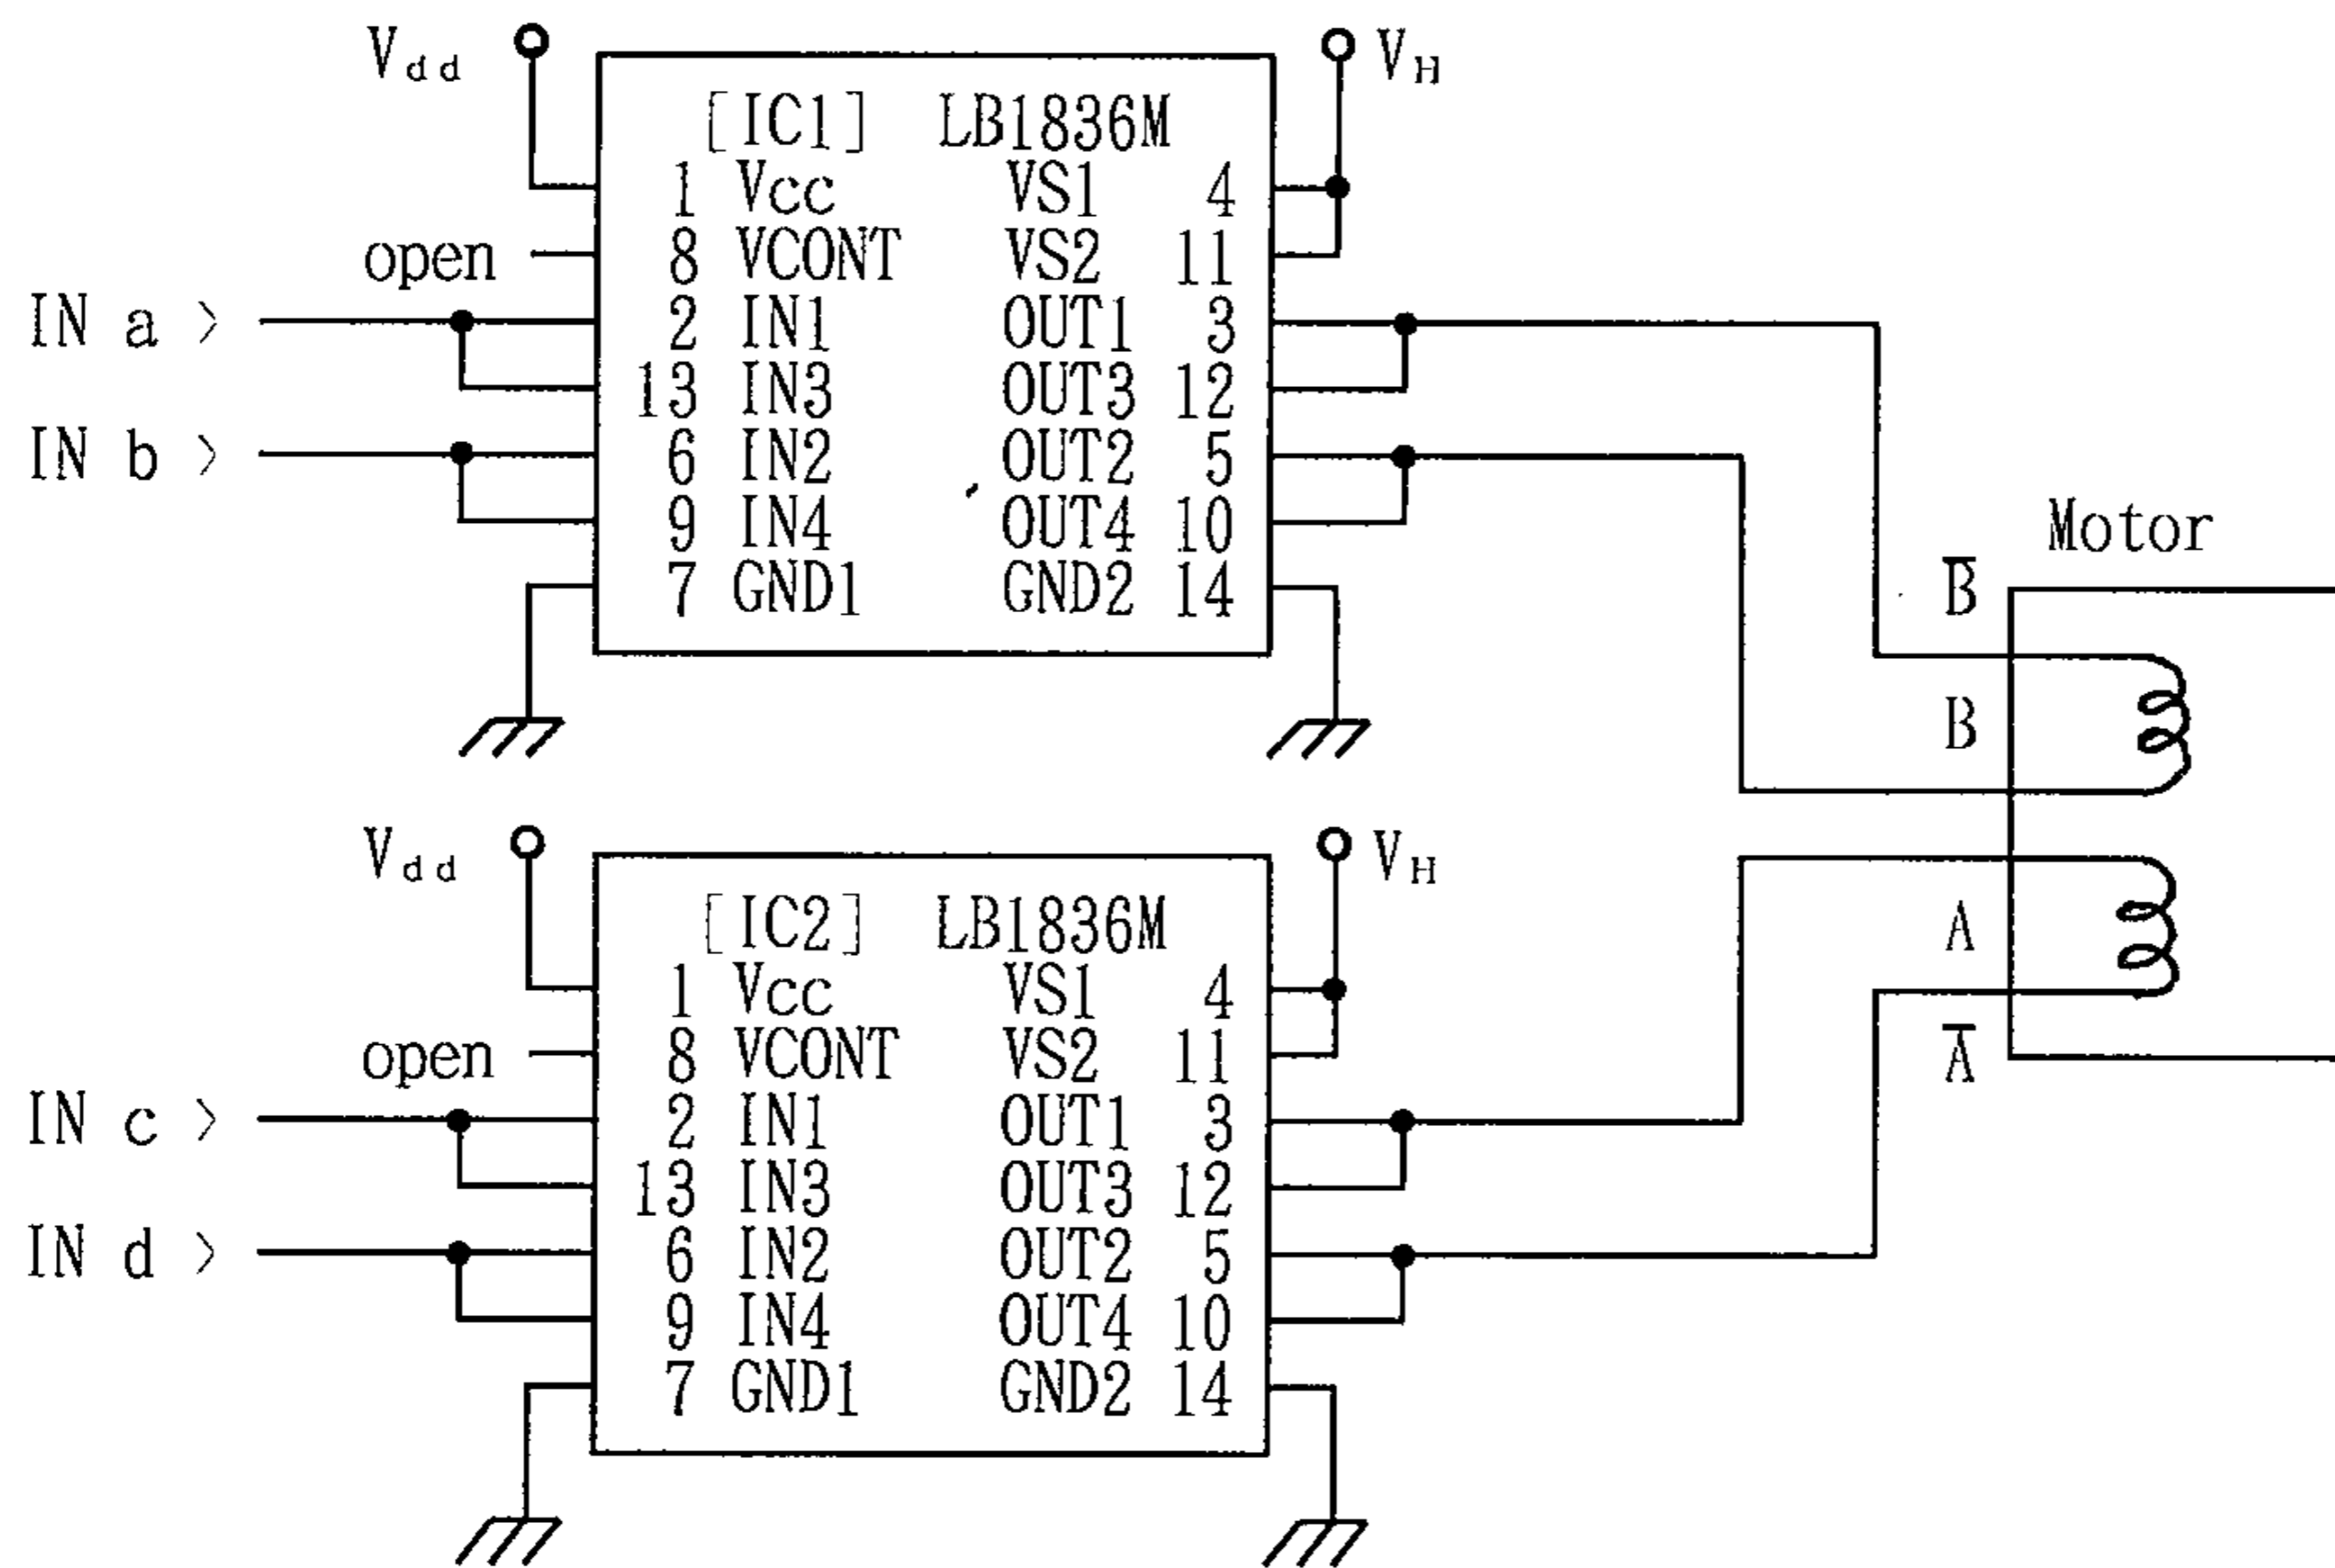 Vdd
VH
[IC1] LB1836M
1 Vcc VS1 4
open 8 VCONT VS2 11
IN a > 2 IN1 OUT1 3
13 IN3 OUT3 12
IN b > 6 IN2 OUT2 5
9 IN4 OUT4 10
7 GND1 GND2 14
Motor
B̅
B
A
A̅
Vdd
VH
[IC2] LB1836M
1 Vcc VS1 4
open 8 VCONT VS2 11
IN c > 2 IN1 OUT1 3
13 IN3 OUT3 12
IN d > 6 IN2 OUT2 5
9 IN4 OUT4 10
7 GND1 GND2 14